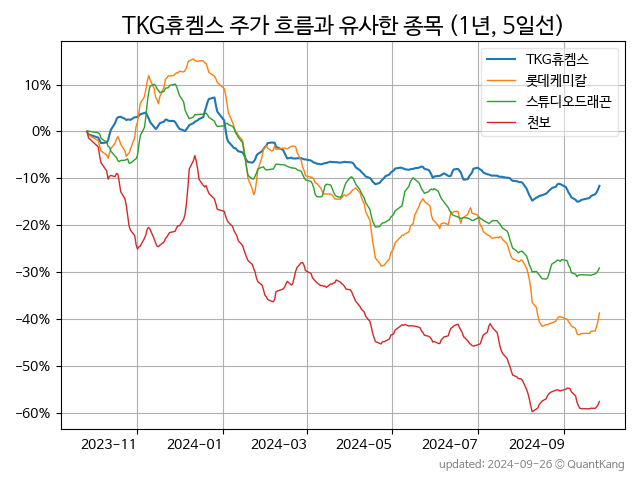 TKG휴켐스 주가 흐름과 유사한 종목 (1년, 5일선)
TKG휴켐스
롯데케미칼
스튜디오드래곤
천보
10%
0%
−10%
−20%
−30%
−40%
−50%
−60%
2023-11
2024-01
2024-03
2024-05
2024-07
2024-09
updated: 2024-09-26 © QuantKang